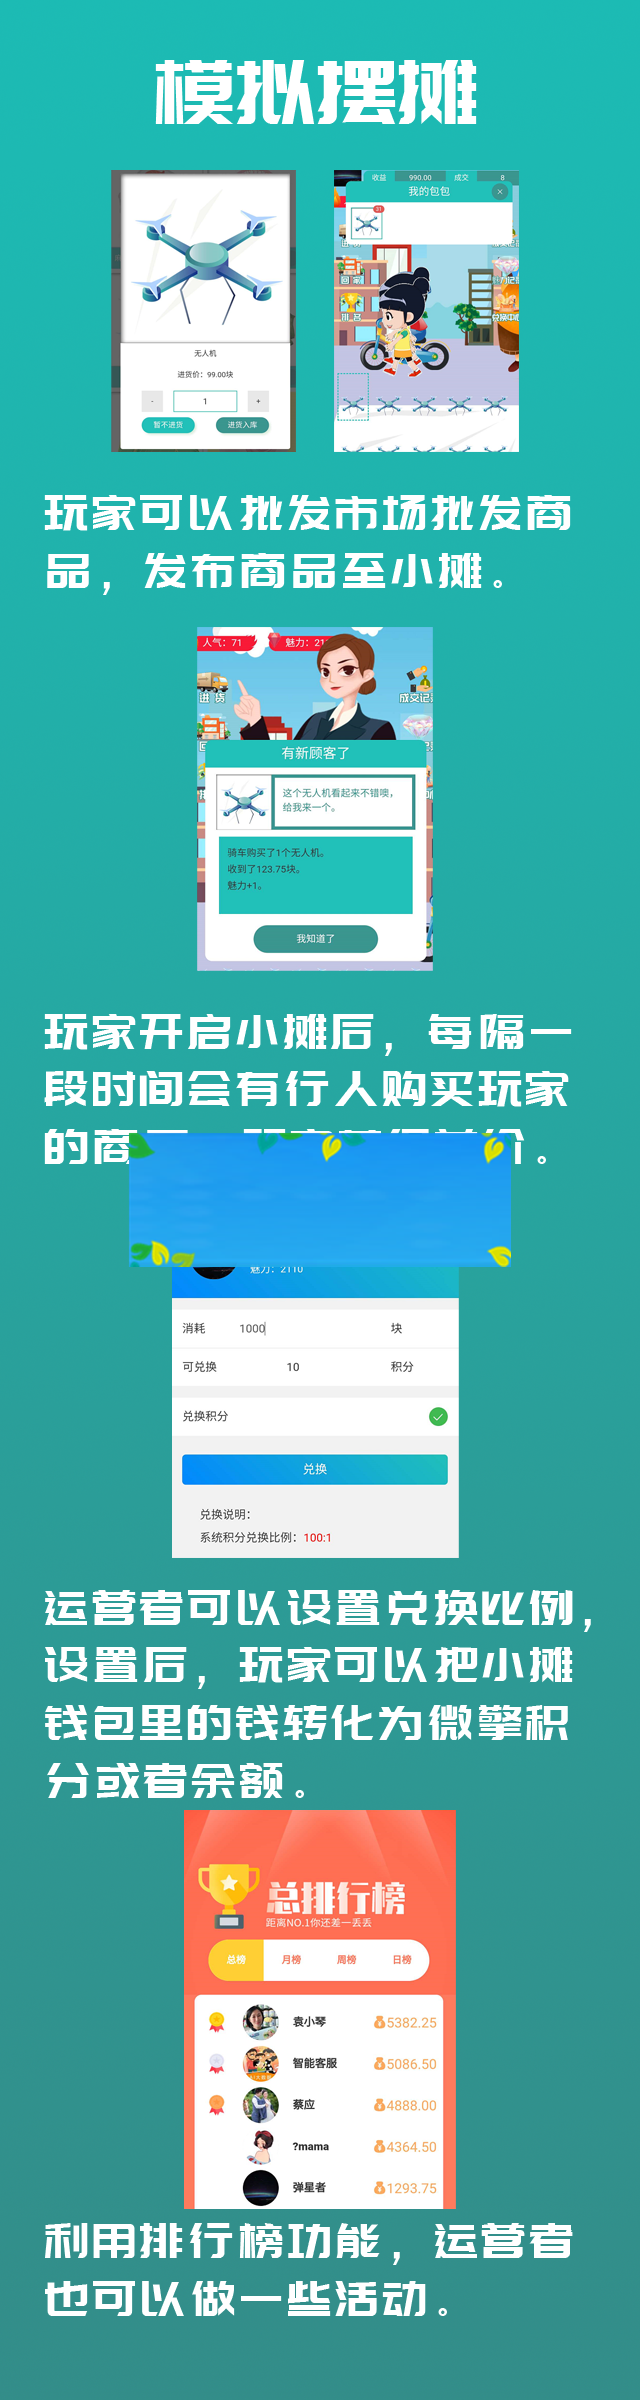 模拟摆摊
无人机
进货价：99.00块
- 1 +
暂不进货 进货入库
收益 990.00 成交 8
我的包包
回家
排名
兑换中心
玩家可以批发市场批发商
品，发布商品至小摊。
人气：71 魅力：21
进货
成交记录
有新顾客了
这个无人机看起来不错噢，
给我来一个。
骑车购买了1个无人机。
收到了123.75块。
魅力+1。
我知道了
玩家开启小摊后，每隔一
段时间会有行人购买玩家
的商
。
魅力：2110
消耗 1000 块
可兑换 10 积分
兑换积分
兑换
兑换说明：
系统积分兑换比例：100:1
运营者可以设置兑换比例，
设置后，玩家可以把小摊
钱包里的钱转化为微擎积
分或者余额。
总排行榜
距离NO.1你还差一丢丢
总榜 月榜 周榜 日榜
袁小琴 5382.25
智能客服 5086.50
蔡应 4888.00
?mama 4364.50
弹星者 1293.75
利用排行榜功能，运营者
也可以做一些活动。